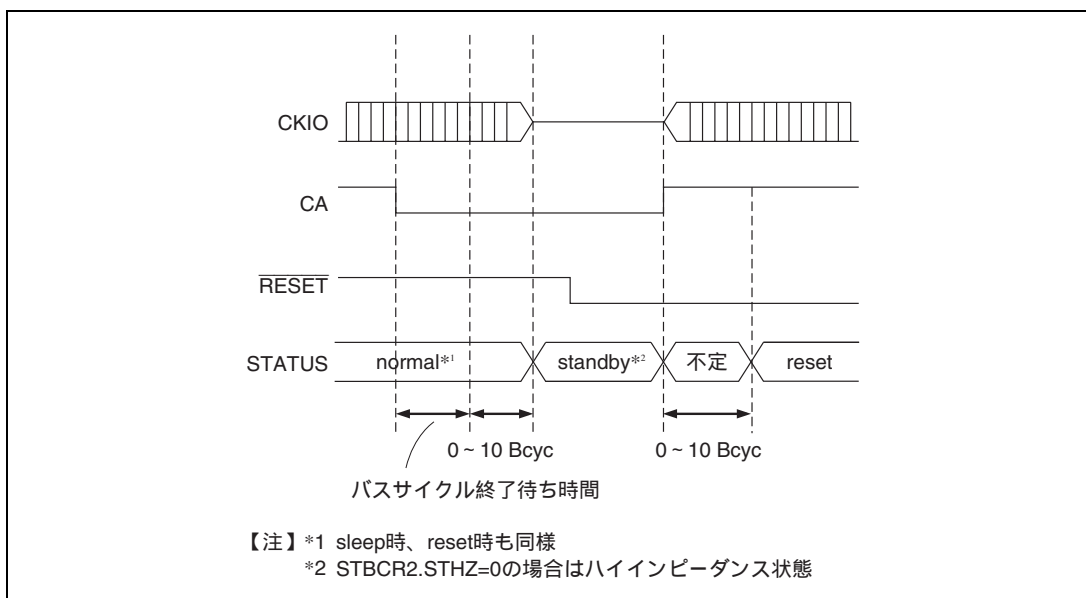 CKIO
CA
RESET
STATUS normal*1 standby*2 不定 reset
0 ~ 10 Bcyc 0 ~ 10 Bcyc
バスサイクル終了待ち時間
【注】*1 sleep時、reset時も同様
*2 STBCR2.STHZ=0の場合はハイインピーダンス状態